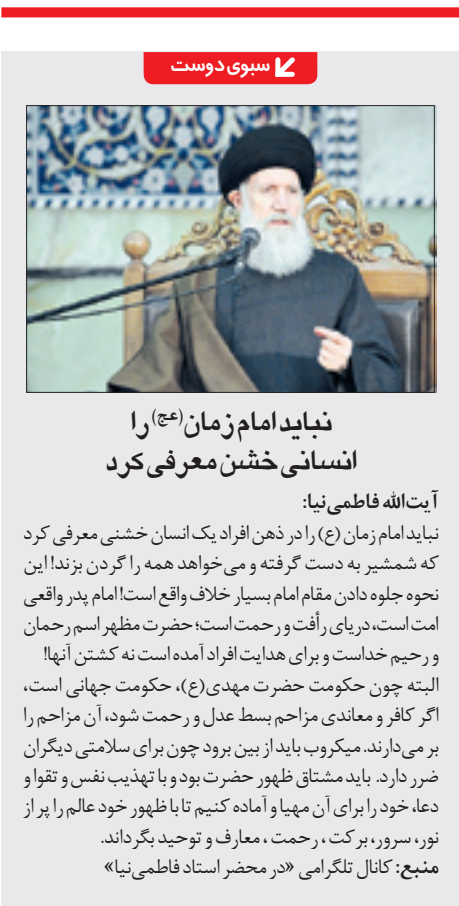 سبوی دوست
نباید امام زمان(عج) را
انسانی خشن معرفی کرد
آیت‌الله فاطمی‌نیا:
نباید امام زمان (ع) را در ذهن افراد یک انسان خشنی معرفی کرد
که شمشیر به دست گرفته و می‌خواهد همه را گردن بزند! این
نحوه جلوه دادن مقام امام بسیار خلاف واقع است! امام پدر واقعی
امت است، دریای رأفت و رحمت است؛ حضرت مظهر اسم رحمان
و رحیم خداست و برای هدایت افراد آمده است نه کشتن آنها!
البته چون حکومت حضرت مهدی(ع)، حکومت جهانی است،
اگر کافر و معاندی مزاحم بسط عدل و رحمت شود، آن مزاحم را
بر می‌دارند. میکروب باید از بین برود چون برای سلامتی دیگران
ضرر دارد. باید مشتاق ظهور حضرت بود و با تهذیب نفس و تقوا و
دعا، خود را برای آن مهیا و آماده کنیم تا با ظهور خود عالم را پر از
نور، سرور، برکت ، رحمت ، معارف و توحید بگرداند.
منبع: کانال تلگرامی «در محضر استاد فاطمی‌نیا»